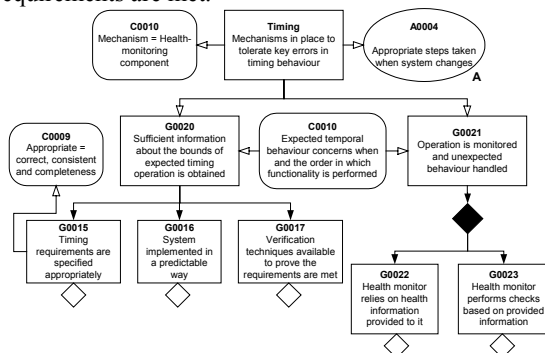 equirements are met.
C0010
Mechanism = Health-
monitoring
component
Timing
Mechanisms in place to
tolerate key errors in
timing behaviour
A0004
Appropriate steps taken
when system changes
A
C0009
Appropriate =
correct, consistent
and completeness
G0020
Sufficient information
about the bounds of
expected timing
operation is obtained
C0010
Expected temporal
behaviour concerns when
and the order in which
functionality is performed
G0021
Operation is monitored
and unexpected
behaviour handled
G0015
Timing
requirements are
specified
appropriately
G0016
System
implemented in
a predictable
way
G0017
Verification
techniques available
to prove the
requirements are met
G0022
Health monitor
relies on health
information
provided to it
G0023
Health monitor
performs checks
based on provided
information